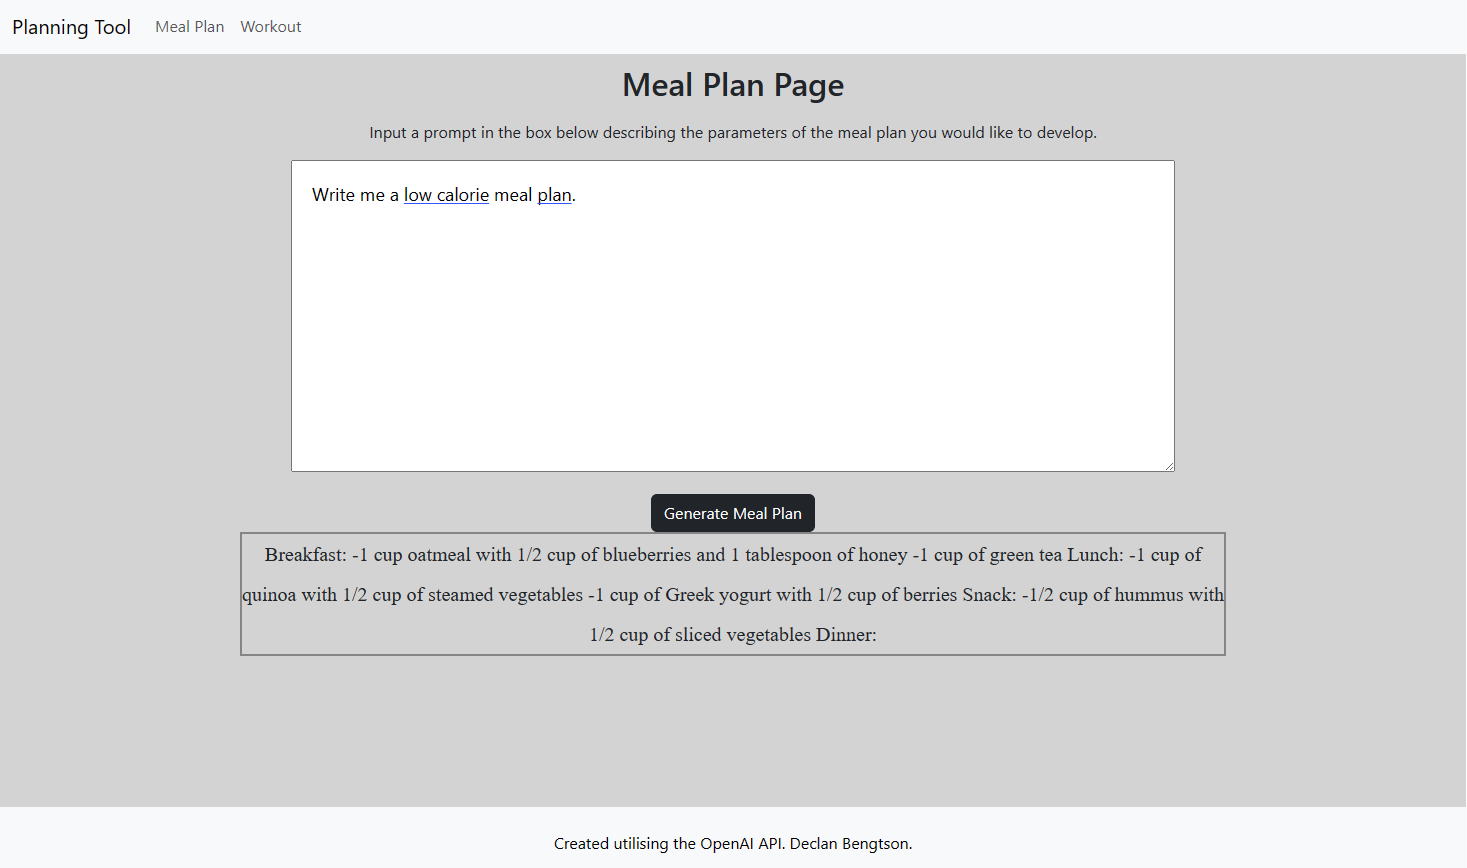 Planning Tool Meal Plan Workout
Meal Plan Page
Input a prompt in the box below describing the parameters of the meal plan you would like to develop.
Write me a low calorie meal plan.
Generate Meal Plan
Breakfast: -1 cup oatmeal with 1/2 cup of blueberries and 1 tablespoon of honey -1 cup of green tea Lunch: -1 cup of
quinoa with 1/2 cup of steamed vegetables -1 cup of Greek yogurt with 1/2 cup of berries Snack: -1/2 cup of hummus with
1/2 cup of sliced vegetables Dinner:
Created utilising the OpenAI API. Declan Bengtson.